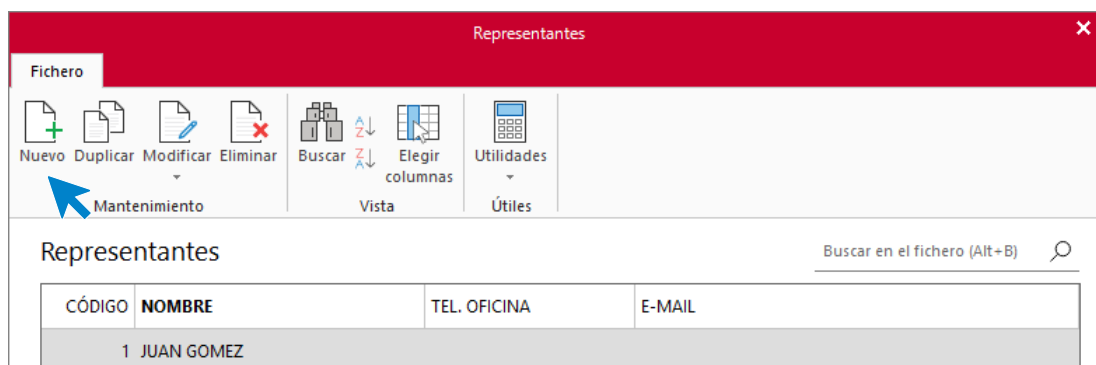 Representantes
Fichero
Nuevo Duplicar Modificar Eliminar Buscar Elegir columnas Utilidades
Mantenimiento Vista Útiles
Representantes Buscar en el fichero (Alt+B)
CÓDIGO NOMBRE TEL. OFICINA E-MAIL
1 JUAN GOMEZ